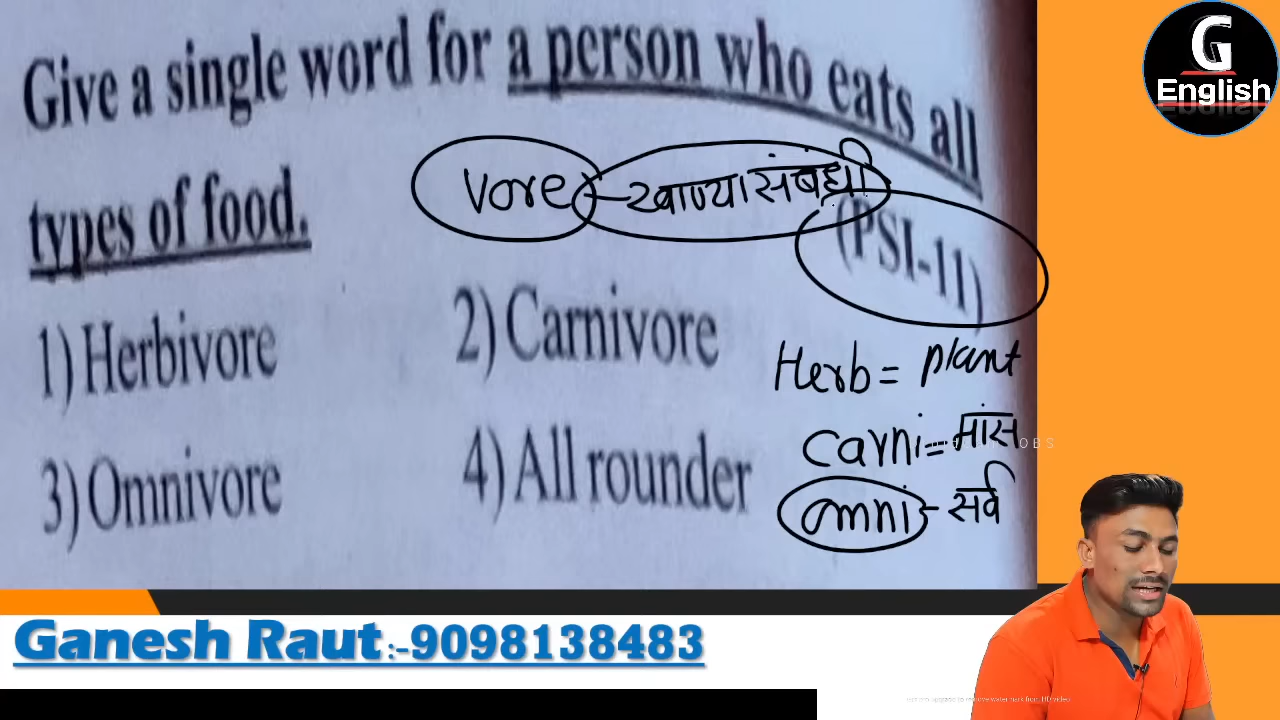 G
English
Give a single word for a person who eats all
types of food.
vore - खाण्यासंबंधी
(PSI-11)
1) Herbivore
2) Carnivore
Herb = plant
carni = मांस
OBS
3) Omnivore
4) All rounder
omni - सर्व
Ganesh Raut:-9098138483